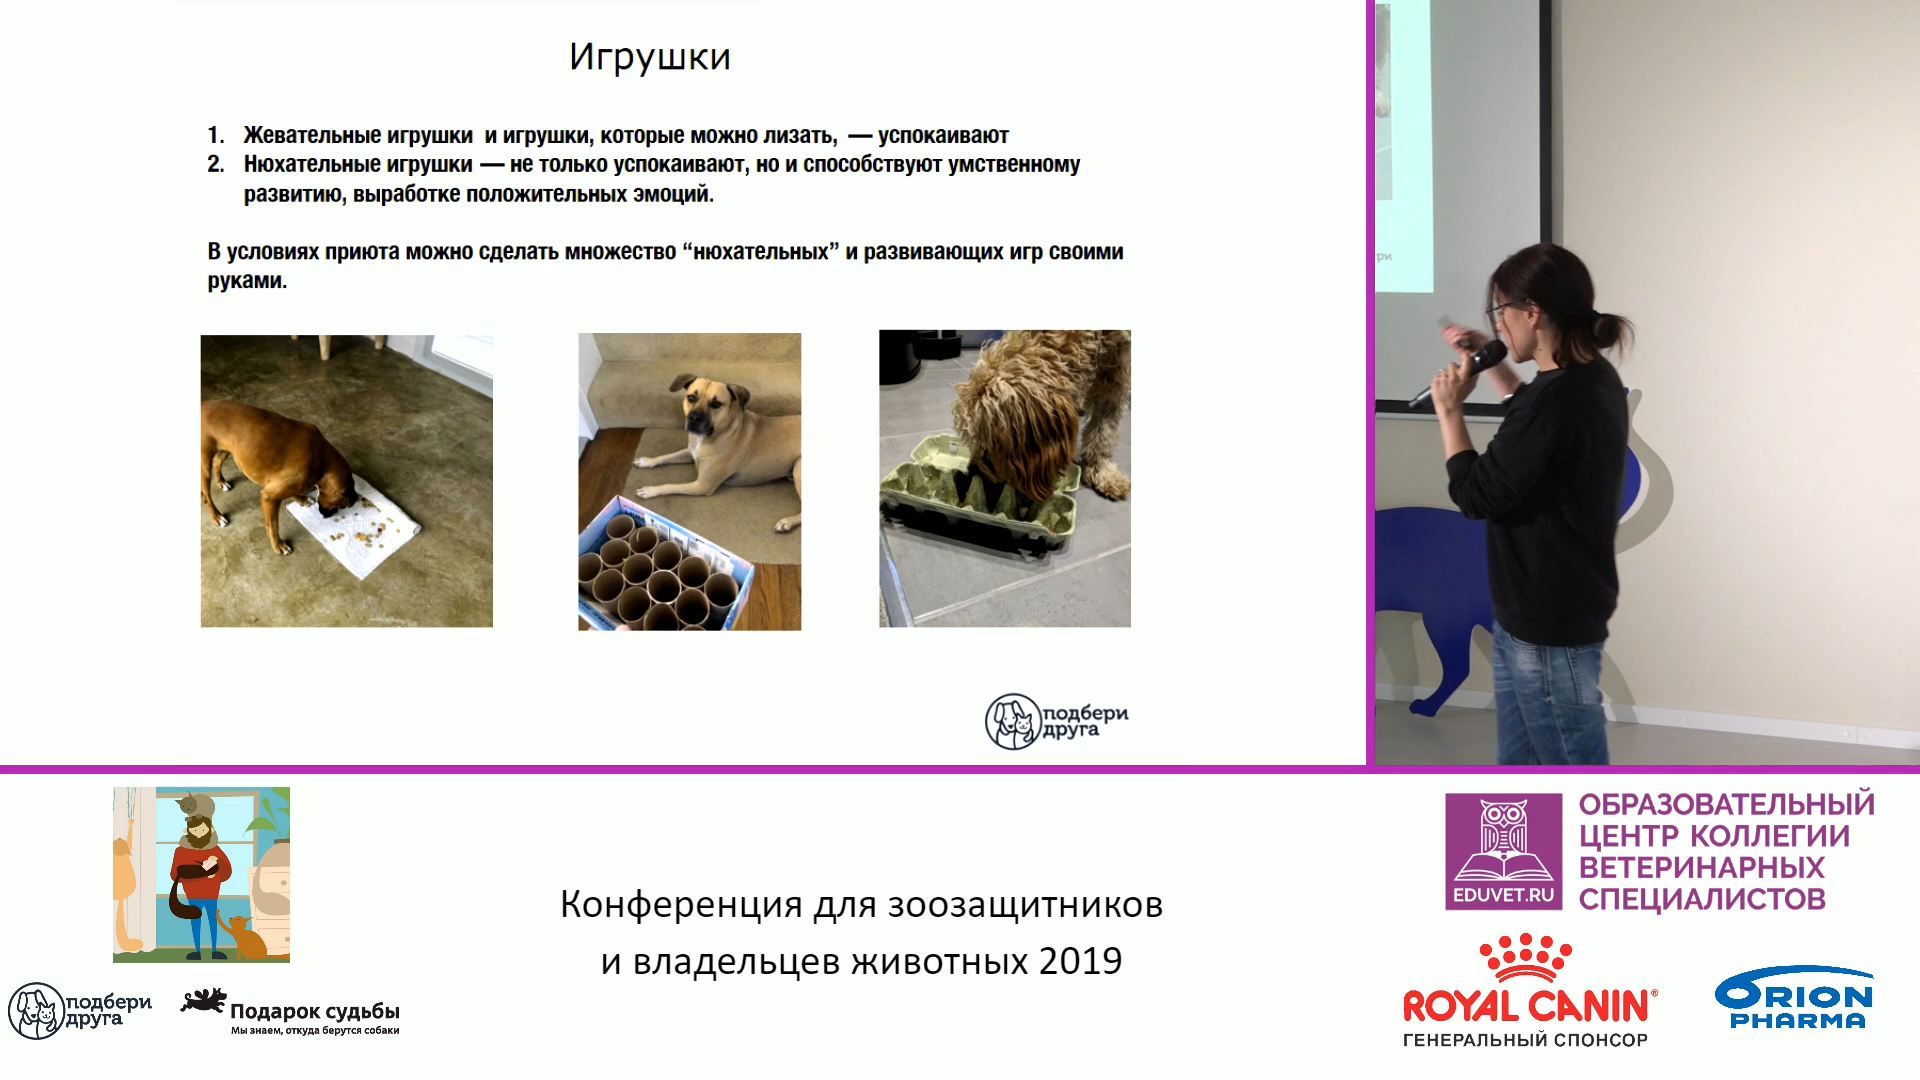 Игрушки
1. Жевательные игрушки и игрушки, которые можно лизать, — успокаивают
2. Нюхательные игрушки — не только успокаивают, но и способствуют умственному
развитию, выработке положительных эмоций.
В условиях приюта можно сделать множество “нюхательных” и развивающих игр своими
руками.
подбери
друга
ри
Конференция для зоозащитников
и владельцев животных 2019
подбери
друга
Подарок судьбы
Мы знаем, откуда берутся собаки
EDUVET.RU
ОБРАЗОВАТЕЛЬНЫЙ
ЦЕНТР КОЛЛЕГИИ
ВЕТЕРИНАРНЫХ
СПЕЦИАЛИСТОВ
ROYAL CANIN®
ГЕНЕРАЛЬНЫЙ СПОНСОР
ORION
PHARMA